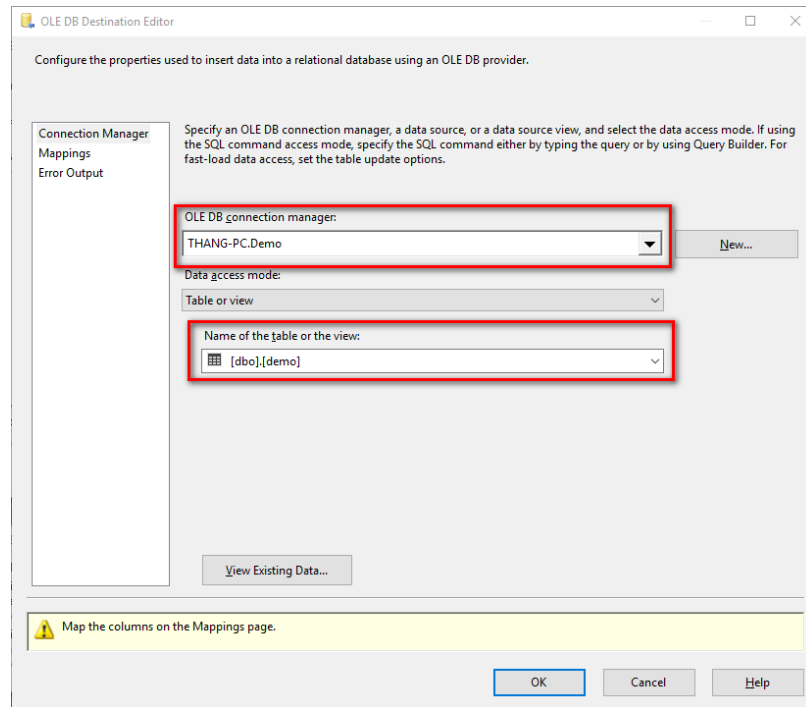 OLE DB Destination Editor
Configure the properties used to insert data into a relational database using an OLE DB provider.
Connection Manager
Mappings
Error Output
Specify an OLE DB connection manager, a data source, or a data source view, and select the data access mode. If using
the SQL command access mode, specify the SQL command either by typing the query or by using Query Builder. For
fast-load data access, set the table update options.
OLE DB connection manager:
THANG-PC.Demo
New...
Data access mode:
Table or view
Name of the table or the view:
[dbo].[demo]
View Existing Data...
Map the columns on the Mappings page.
OK
Cancel
Help